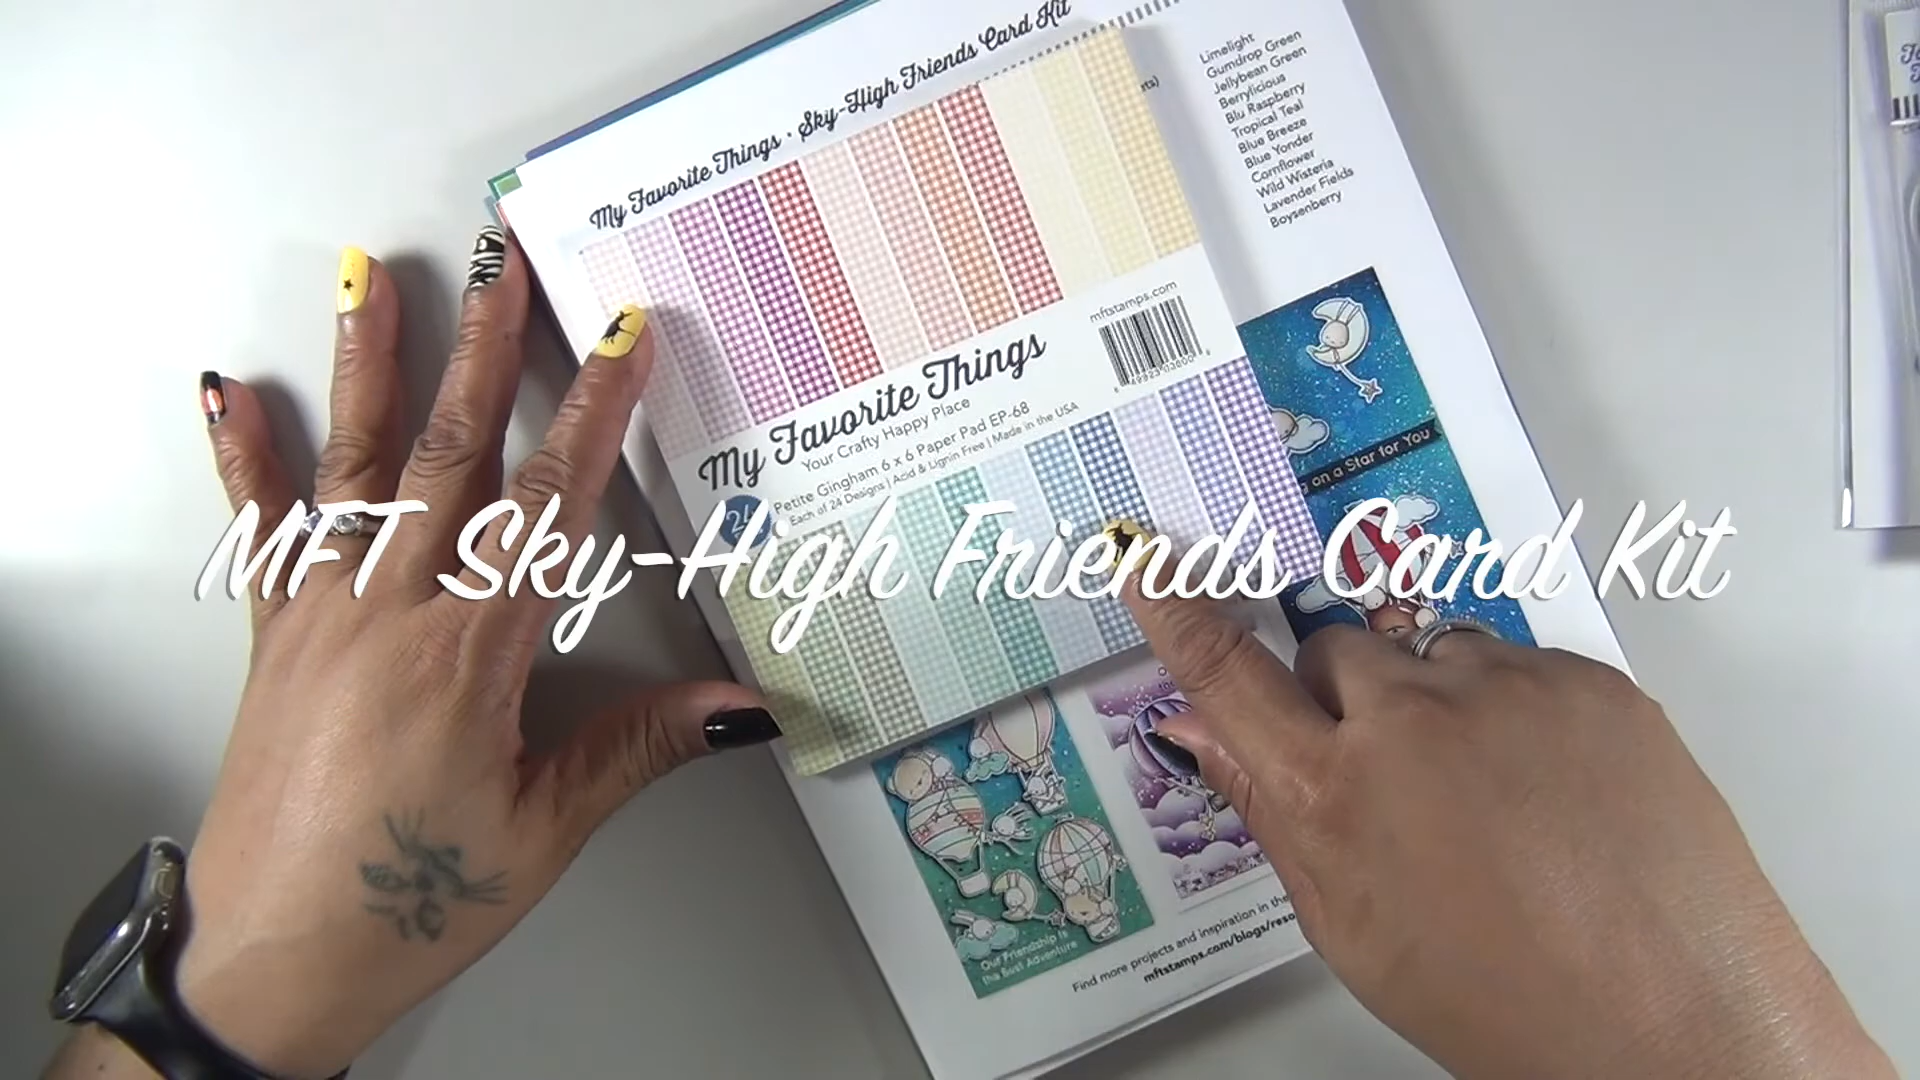 My Favorite Things · Sky-High Friends Card Kit
Limelight
Gumdrop Green
Jellybean Green
Berrylicious
Blu Raspberry
Tropical Teal
Blue Breeze
Blue Yonder
Cornflower
Wild Wisteria
Lavender Fields
Boysenberry
mftstamps.com
My Favorite Things
Your Crafty Happy Place
Petite Gingham 6 x 6 Paper Pad EP-68
Each of 24 Designs | Acid & Lignin Free | Made in the USA
24
on a Star for You
MFT Sky-High Friends Card Kit
Our Friendship is
the Best Adventure
Find more projects and inspiration in the
mftstamps.com/blogs/